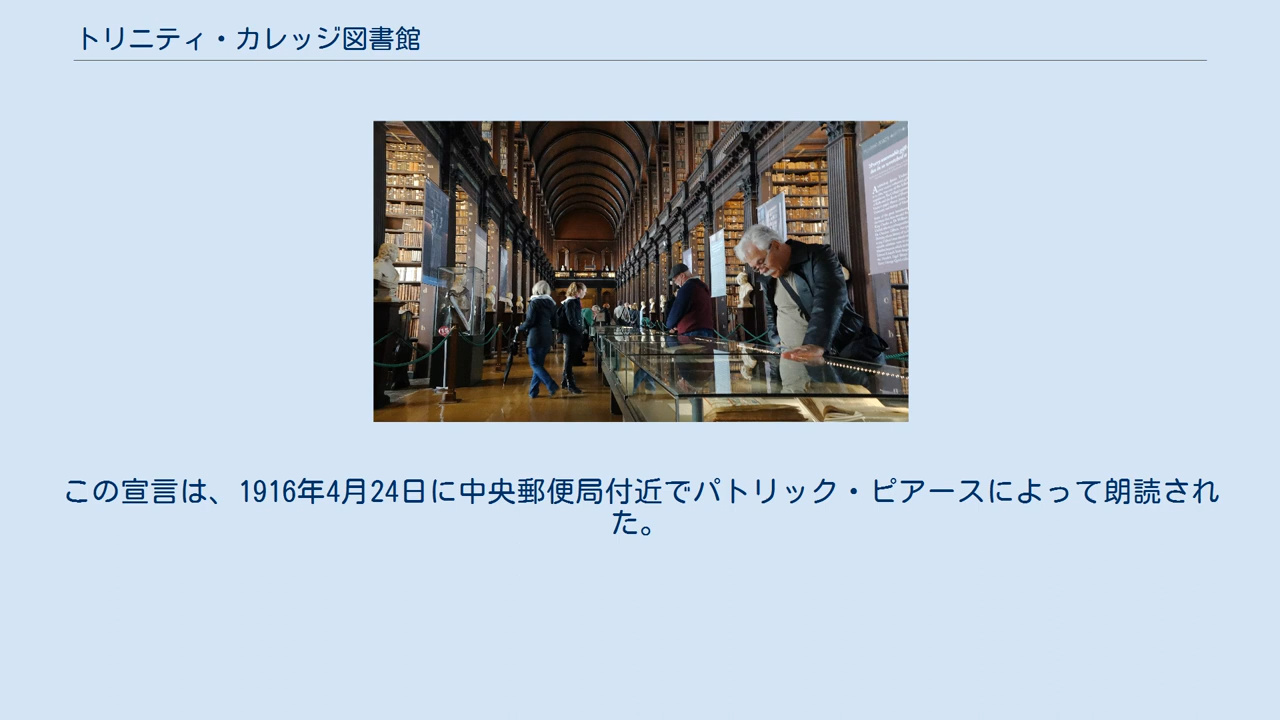 トリニティ・カレッジ図書館
この宣言は、1916年4月24日に中央郵便局付近でパトリック・ピアースによって朗読され
た。